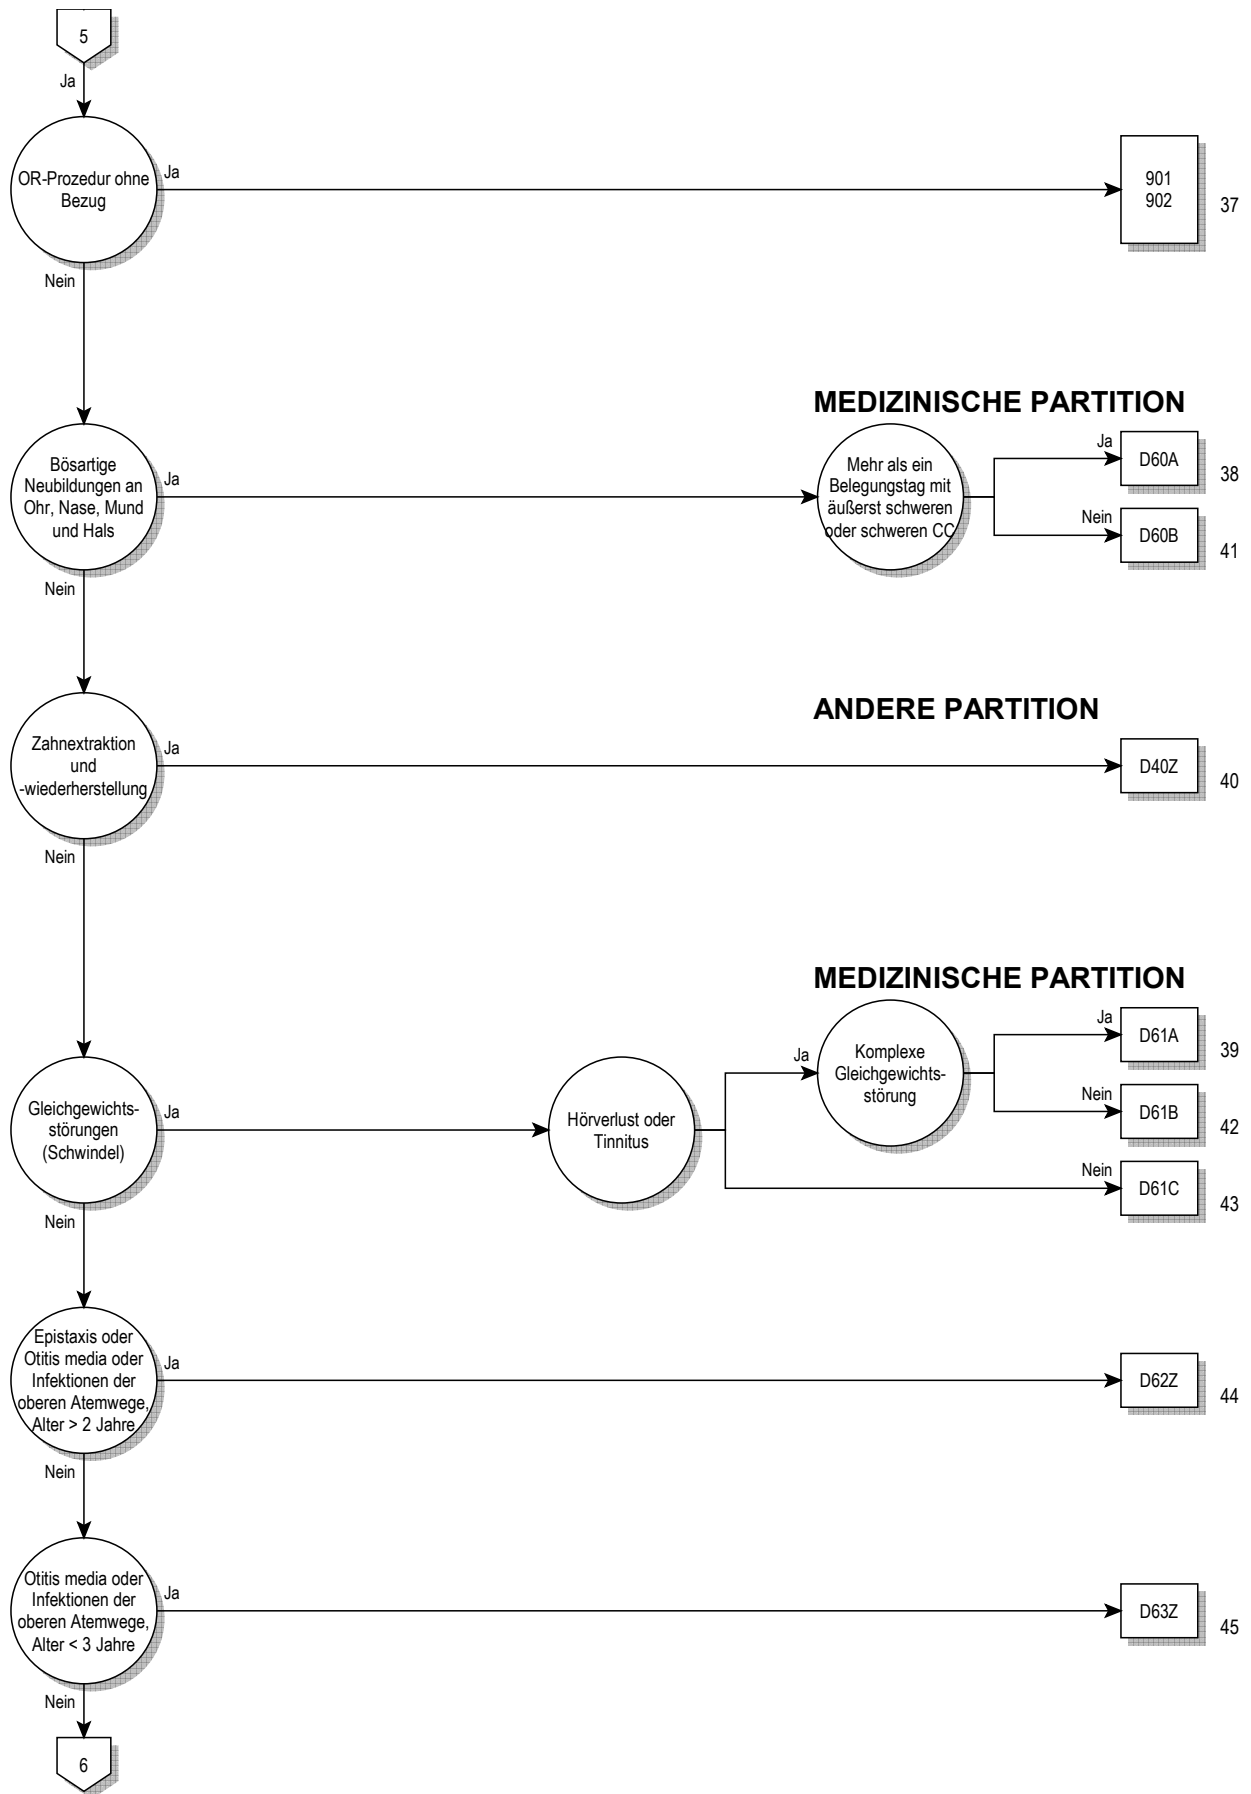 5
Ja
OR-Prozedur ohne
Bezug
Ja
901
902
37
Nein
MEDIZINISCHE PARTITION
Bösartige
Neubildungen an
Ohr, Nase, Mund
und Hals
Ja
Mehr als ein
Belegungstag mit
äußerst schweren
oder schweren CC
Ja
D60A
38
Nein
D60B
41
Nein
ANDERE PARTITION
Zahnextraktion
und
-wiederherstellung
Ja
D40Z
40
Nein
MEDIZINISCHE PARTITION
Gleichgewichts-
störungen
(Schwindel)
Ja
Hörverlust oder
Tinnitus
Ja
Komplexe
Gleichgewichts-
störung
Ja
D61A
39
Nein
D61B
42
Nein
D61C
43
Nein
Epistaxis oder
Otitis media oder
Infektionen der
oberen Atemwege,
Alter > 2 Jahre
Ja
D62Z
44
Nein
Otitis media oder
Infektionen der
oberen Atemwege,
Alter < 3 Jahre
Ja
D63Z
45
Nein
6